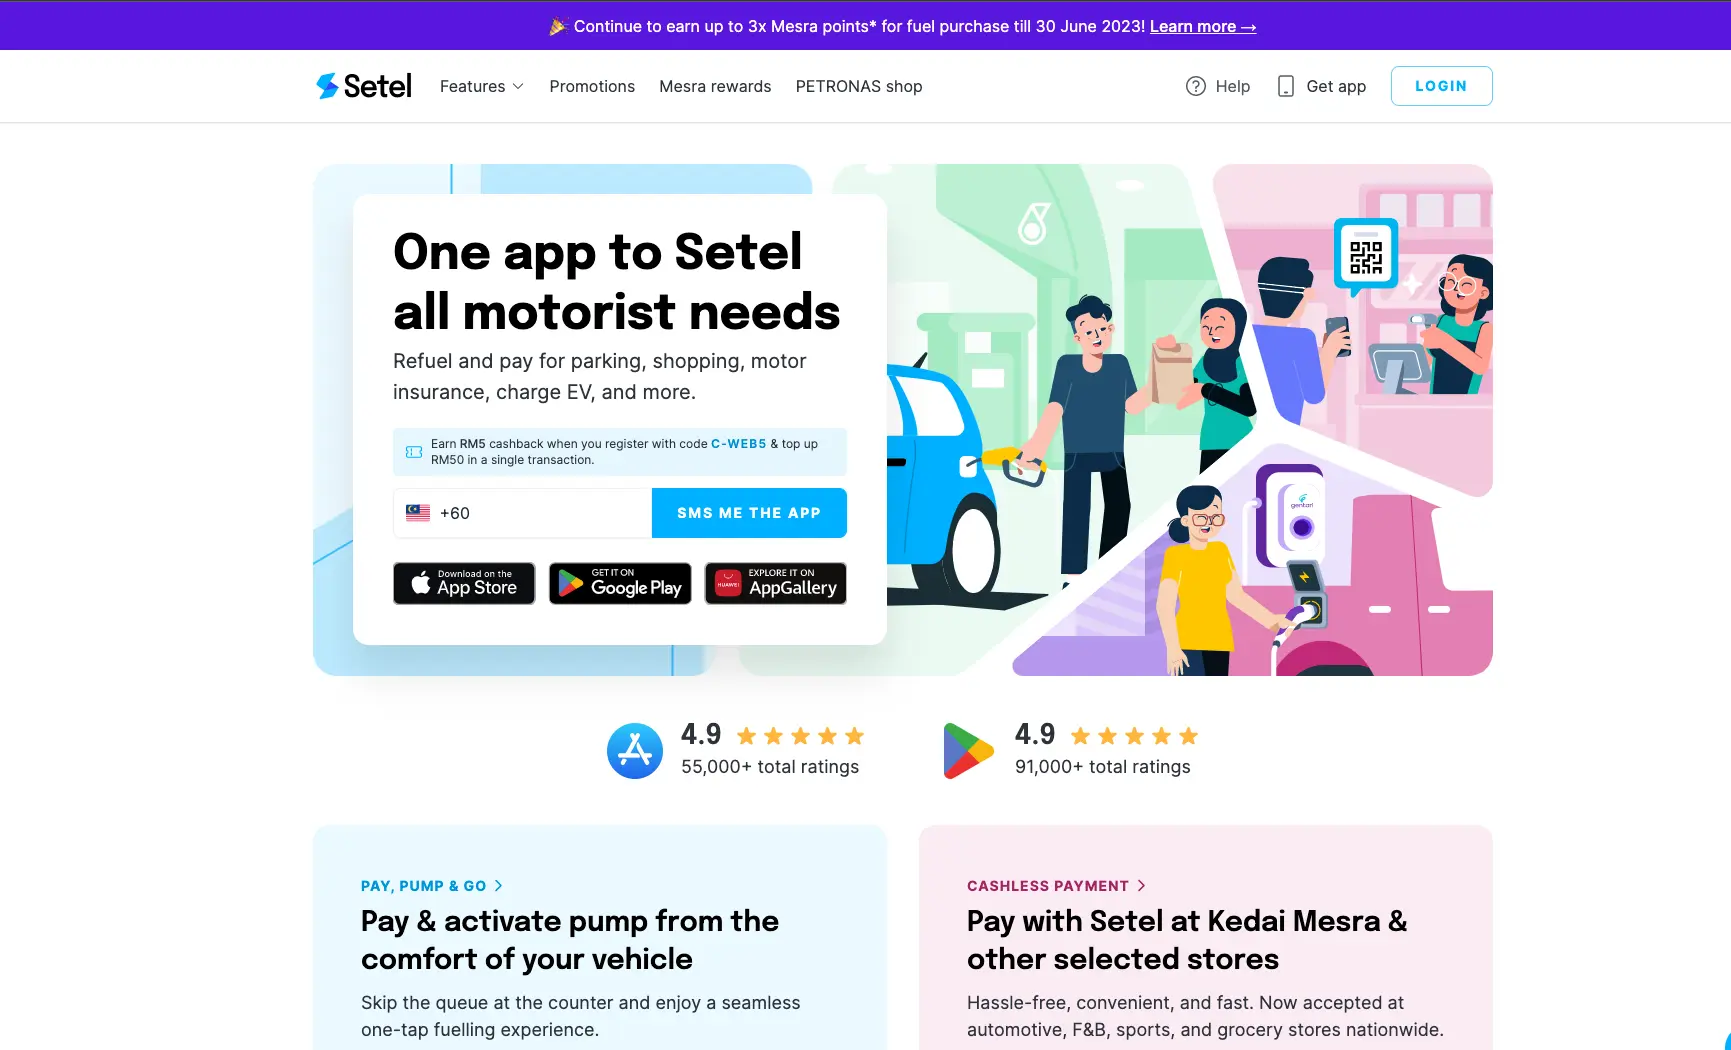 🎉 Continue to earn up to 3x Mesra points* for fuel purchase till 30 June 2023! Learn more →
Setel
Features
Promotions
Mesra rewards
PETRONAS shop
Help
Get app
LOGIN
One app to Setel
all motorist needs
Refuel and pay for parking, shopping, motor
insurance, charge EV, and more.
Earn RM5 cashback when you register with code C-WEB5 & top up
RM50 in a single transaction.
+60
SMS ME THE APP
Download on the
App Store
GET IT ON
Google Play
HUAWEI
EXPLORE IT ON
AppGallery
gentari
4.9
55,000+ total ratings
4.9
91,000+ total ratings
PAY, PUMP & GO
Pay & activate pump from the
comfort of your vehicle
Skip the queue at the counter and enjoy a seamless
one-tap fuelling experience.
CASHLESS PAYMENT
Pay with Setel at Kedai Mesra &
other selected stores
Hassle-free, convenient, and fast. Now accepted at
automotive, F&B, sports, and grocery stores nationwide.